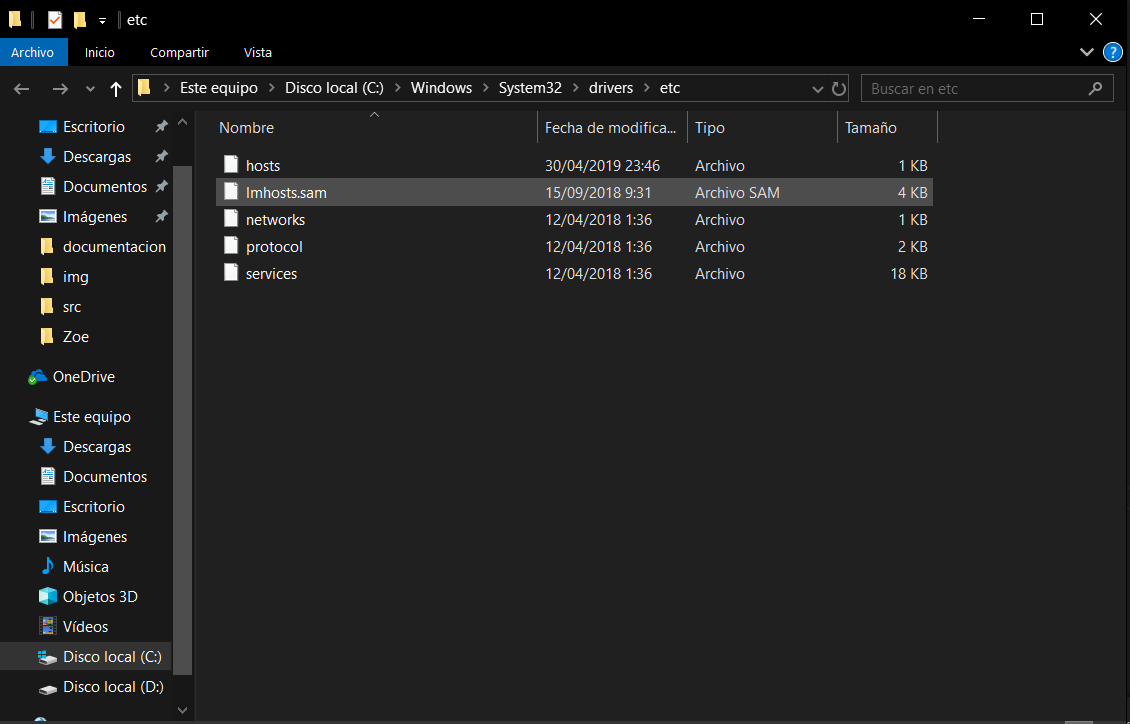 etc
Archivo Inicio Compartir Vista
Este equipo Disco local (C:) Windows System32 drivers etc Buscar en etc
Escritorio
Descargas
Documentos
Imágenes
documentacion
img
src
Zoe
OneDrive
Este equipo
Descargas
Documentos
Escritorio
Imágenes
Música
Objetos 3D
Vídeos
Disco local (C:)
Disco local (D:)
Nombre Fecha de modifica... Tipo Tamaño
hosts 30/04/2019 23:46 Archivo 1 KB
lmhosts.sam 15/09/2018 9:31 Archivo SAM 4 KB
networks 12/04/2018 1:36 Archivo 1 KB
protocol 12/04/2018 1:36 Archivo 2 KB
services 12/04/2018 1:36 Archivo 18 KB